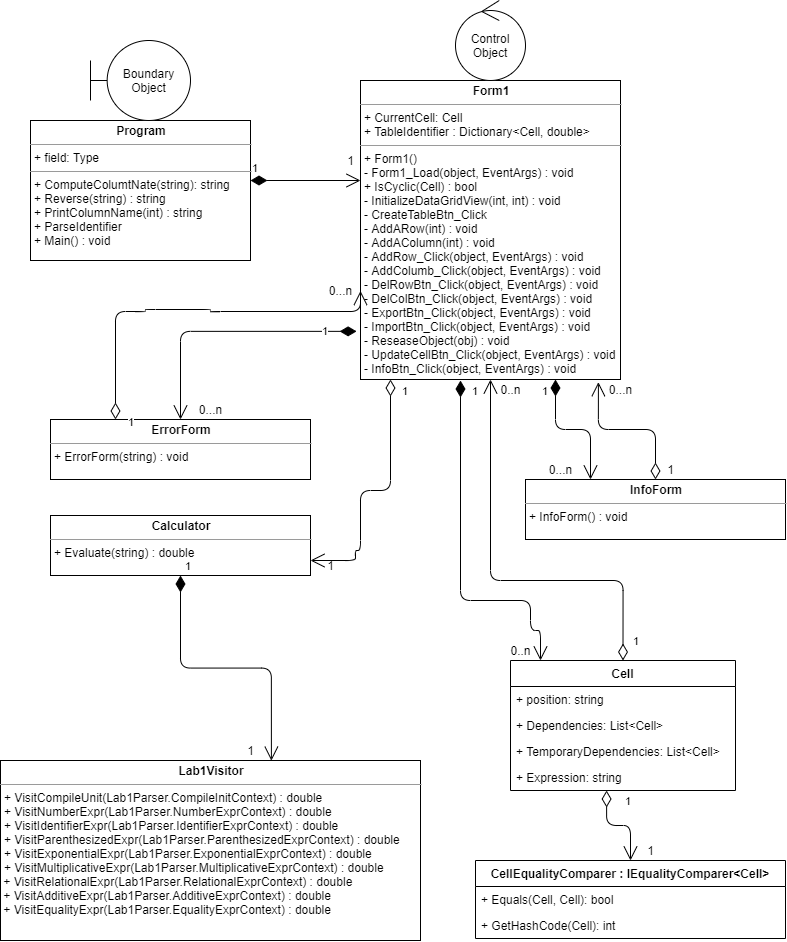 Control
Object
Boundary
Object
Program
+ field: Type
+ ComputeColumtNate(string): string
+ Reverse(string) : string
+ PrintColumnName(int) : string
+ ParseIdentifier
+ Main() : void
1
1
Form1
+ CurrentCell: Cell
+ TableIdentifier : Dictionary<Cell, double>
+ Form1()
- Form1_Load(object, EventArgs) : void
+ IsCyclic(Cell) : bool
- InitializeDataGridView(int, int) : void
- CreateTableBtn_Click
- AddARow(int) : void
- AddAColumn(int) : void
- AddRow_Click(object, EventArgs) : void
- AddColumb_Click(object, EventArgs) : void
- DelRowBtn_Click(object, EventArgs) : void
- DelColBtn_Click(object, EventArgs) : void
- ExportBtn_Click(object, EventArgs) : void
- ImportBtn_Click(object, EventArgs) : void
- ReseaseObject(obj) : void
- UpdateCellBtn_Click(object, EventArgs) : void
- InfoBtn_Click(object, EventArgs) : void
0...n
1
1
0...n
1
1
0...n
1
0...n
ErrorForm
+ ErrorForm(string) : void
0...n
1
InfoForm
+ InfoForm() : void
Calculator
+ Evaluate(string) : double
1
1
1
0..n
Cell
+ position: string
+ Dependencies: List<Cell>
+ TemporaryDependencies: List<Cell>
+ Expression: string
1
Lab1Visitor
+ VisitCompileUnit(Lab1Parser.CompileInitContext) : double
+ VisitNumberExpr(Lab1Parser.NumberExprContext) : double
+ VisitIdentifierExpr(Lab1Parser.IdentifierExprContext) : double
+ VisitParenthesizedExpr(Lab1Parser.ParenthesizedExprContext) : double
+ VisitExponentialExpr(Lab1Parser.ExponentialExprContext) : double
+ VisitMultiplicativeExpr(Lab1Parser.MultiplicativeExprContext) : double
+ VisitRelationalExpr(Lab1Parser.RelationalExprContext) : double
+ VisitAdditiveExpr(Lab1Parser.AdditiveExprContext) : double
+ VisitEqualityExpr(Lab1Parser.EqualityExprContext) : double
1
1
CellEqualityComparer : IEqualityComparer<Cell>
+ Equals(Cell, Cell): bool
+ GetHashCode(Cell): int